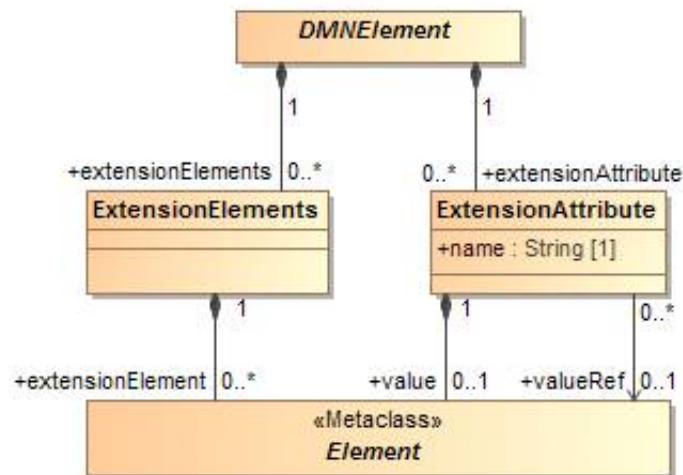 DMNElement
1 1
+extensionElements 0..* 0..* +extensionAttribute
ExtensionElements ExtensionAttribute
+name : String [1]
1 1 0..*
+extensionElement 0..* +value 0..1 +valueRef 0..1
«Metaclass»
Element